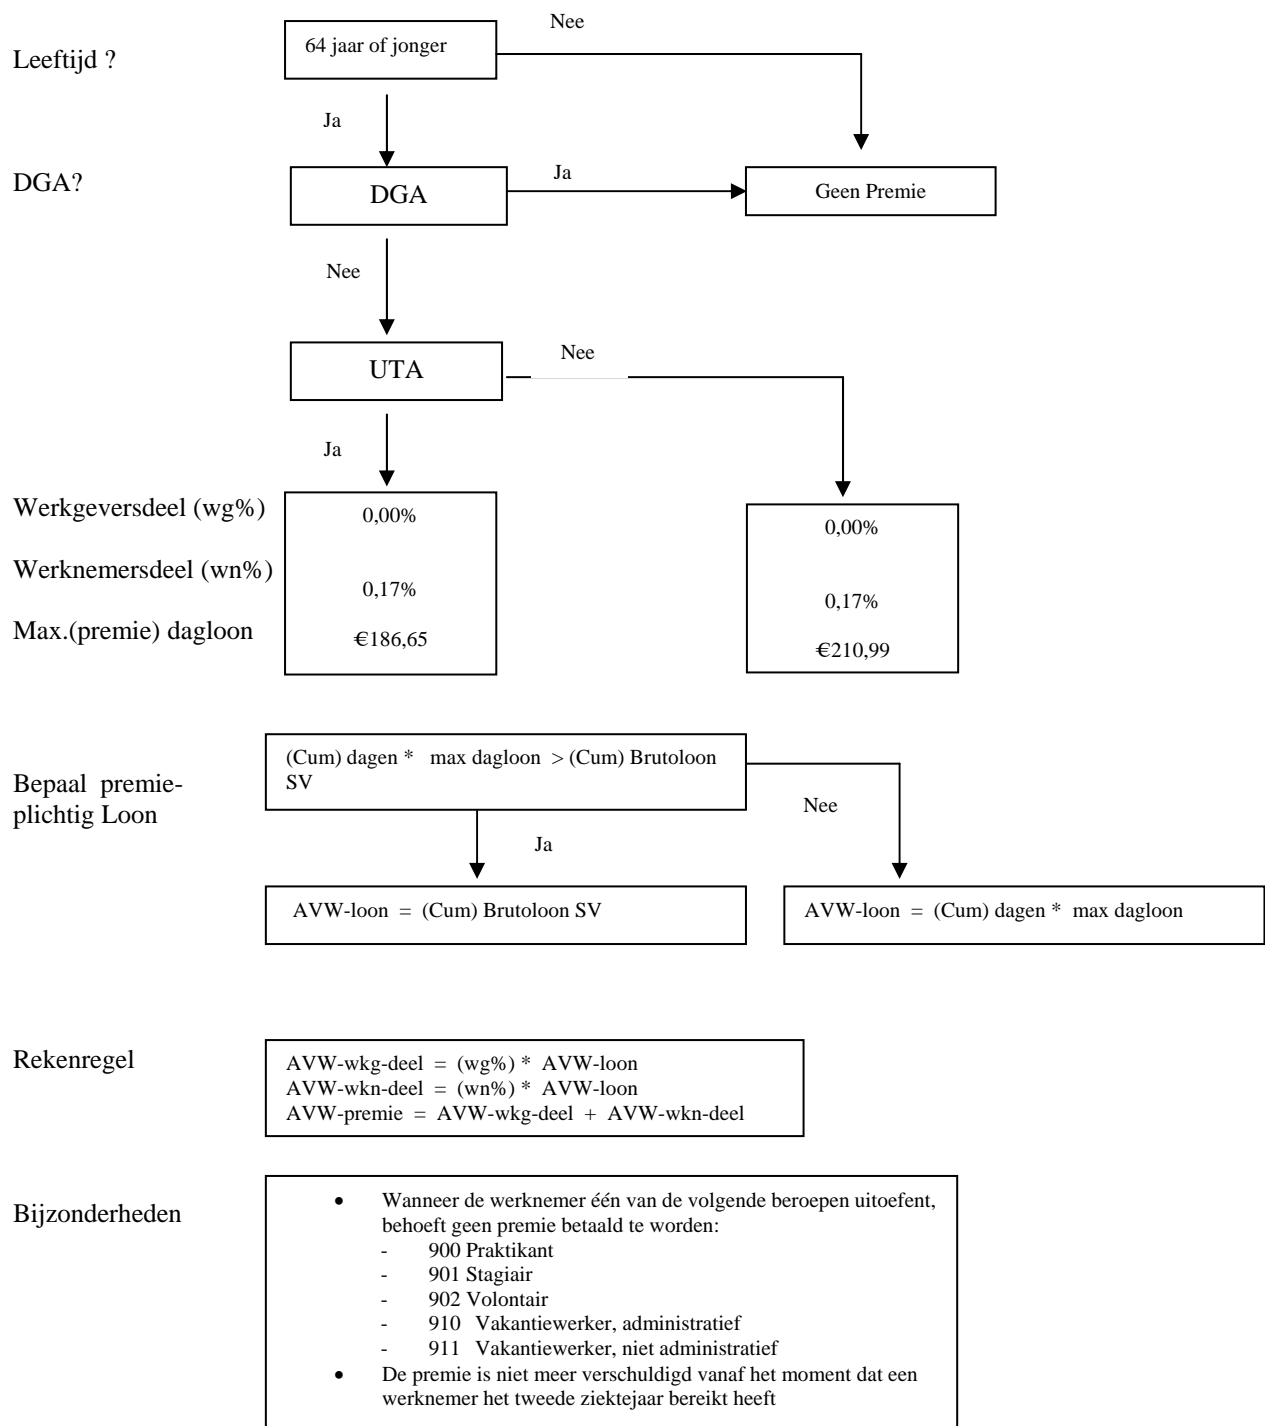 Nee
Leeftijd ?
64 jaar of jonger
Ja
DGA?
DGA
Ja
Geen Premie
Nee
UTA
Nee
Ja
Werkgeversdeel (wg%)
0,00%
0,00%
Werknemersdeel (wn%)
0,17%
0,17%
Max.(premie) dagloon
€186,65
€210,99
Bepaal premie-
plichtig Loon
(Cum) dagen * max dagloon > (Cum) Brutoloon
SV
Nee
Ja
AVW-loon = (Cum) Brutoloon SV
AVW-loon = (Cum) dagen * max dagloon
Rekenregel
AVW-wkg-deel = (wg%) * AVW-loon
AVW-wkn-deel = (wn%) * AVW-loon
AVW-premie = AVW-wkg-deel + AVW-wkn-deel
Bijzonderheden
• Wanneer de werknemer één van de volgende beroepen uitoefent,
behoeft geen premie betaald te worden:
- 900 Praktikant
- 901 Stagiair
- 902 Volontair
- 910 Vakantiewerker, administratief
- 911 Vakantiewerker, niet administratief
• De premie is niet meer verschuldigd vanaf het moment dat een
werknemer het tweede ziektejaar bereikt heeft